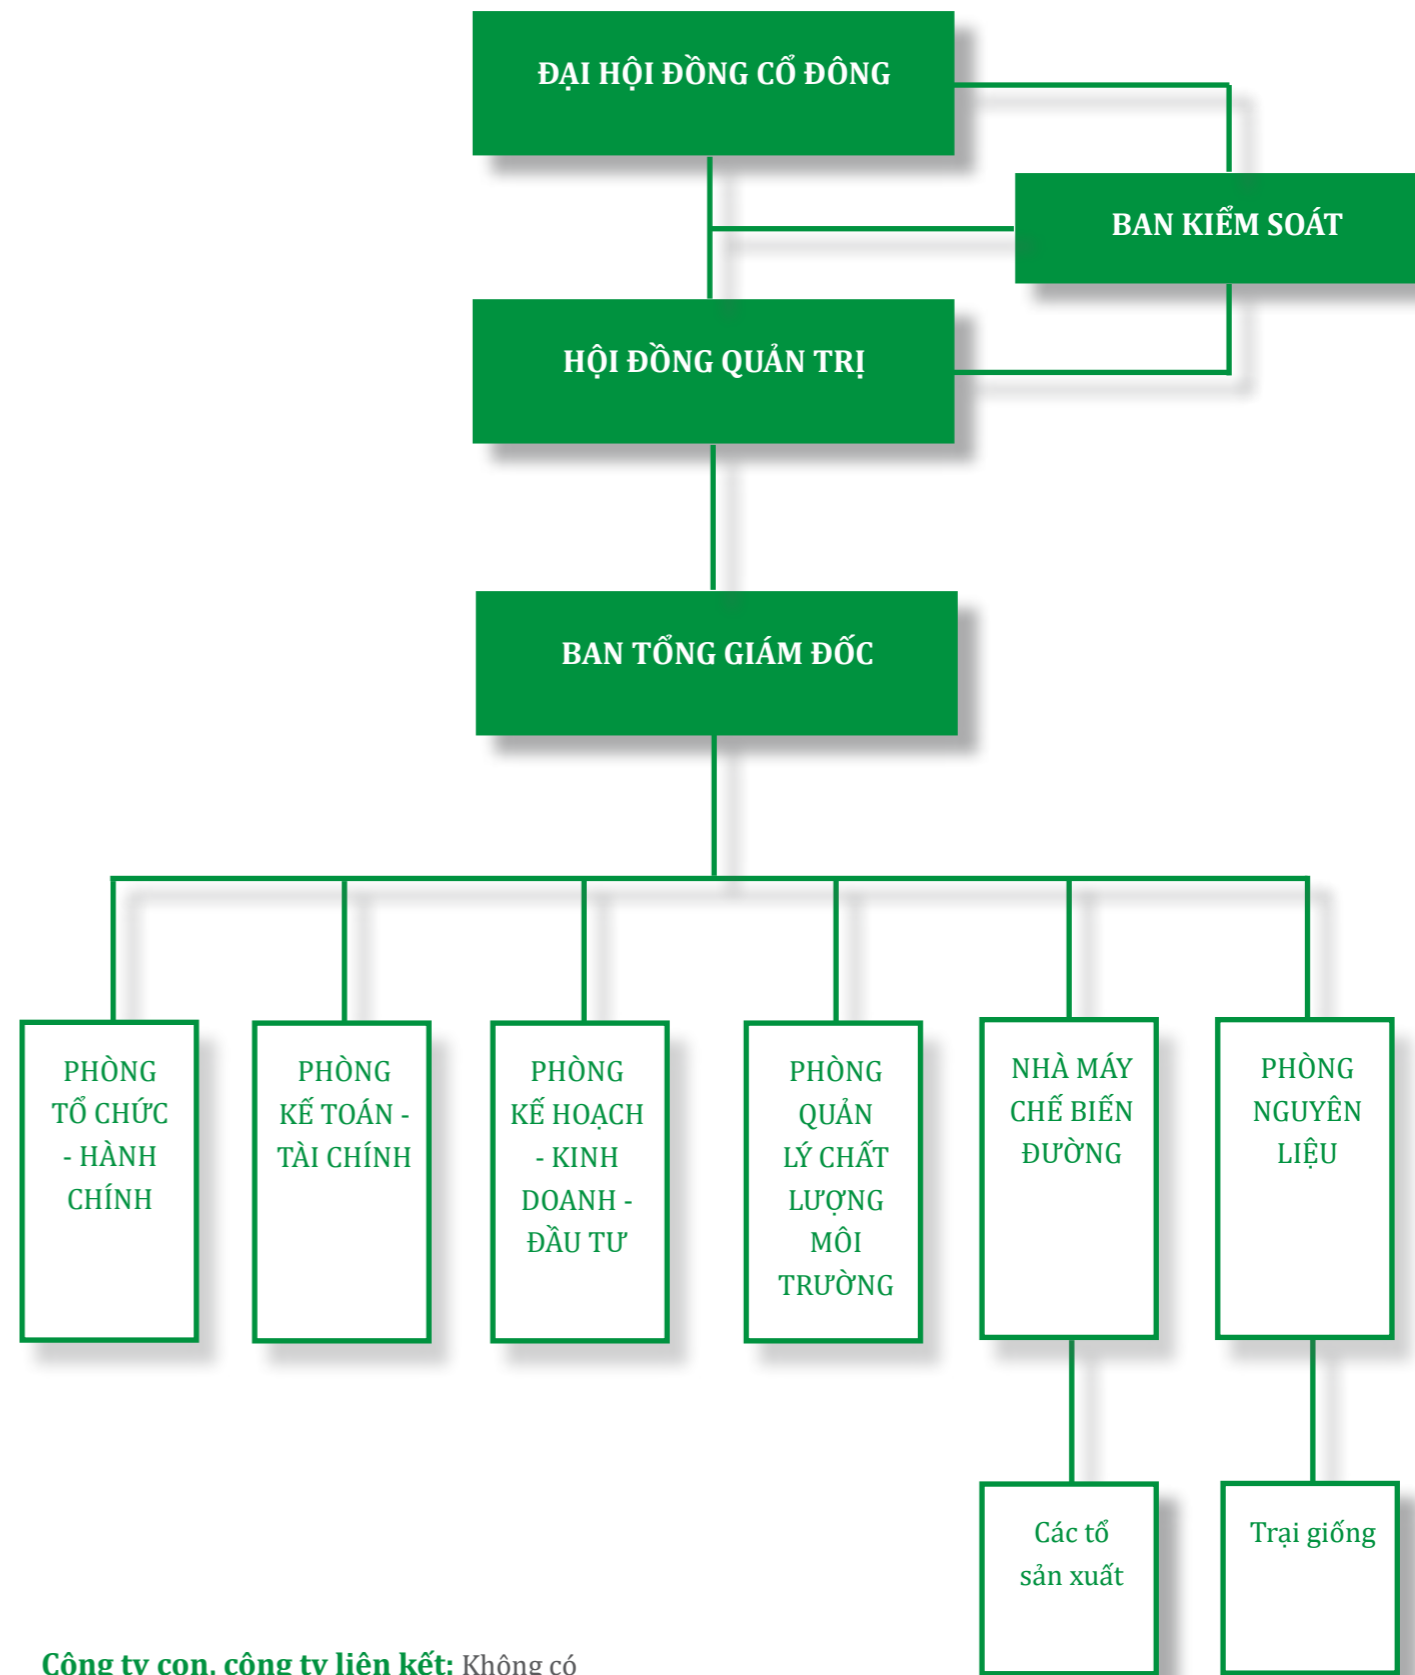 ĐẠI HỘI ĐỒNG CỔ ĐÔNG
BAN KIỂM SOÁT
HỘI ĐỒNG QUẢN TRỊ
BAN TỔNG GIÁM ĐỐC
PHÒNG
TỔ CHỨC
- HÀNH
CHÍNH
PHÒNG
KẾ TOÁN -
TÀI CHÍNH
PHÒNG
KẾ HOẠCH
- KINH
DOANH -
ĐẦU TƯ
PHÒNG
QUẢN
LÝ CHẤT
LƯỢNG
MÔI
TRƯỜNG
NHÀ MÁY
CHẾ BIẾN
ĐƯỜNG
PHÒNG
NGUYÊN
LIỆU
Các tổ
sản xuất
Trại giống
Công ty con, công ty liên kết: Không có